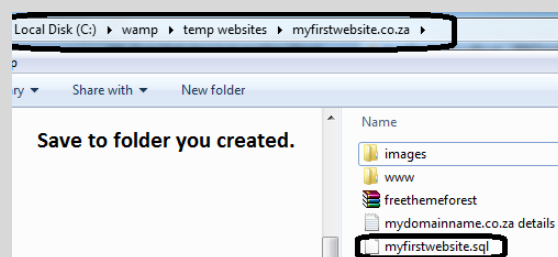 Local Disk (C:) ▸ wamp ▸ temp websites ▸ myfirstwebsite.co.za ▸
Share with ▾ New folder
Save to folder you created.
Name
images
www
freethemeforest
mydomainname.co.za details
myfirstwebsite.sql